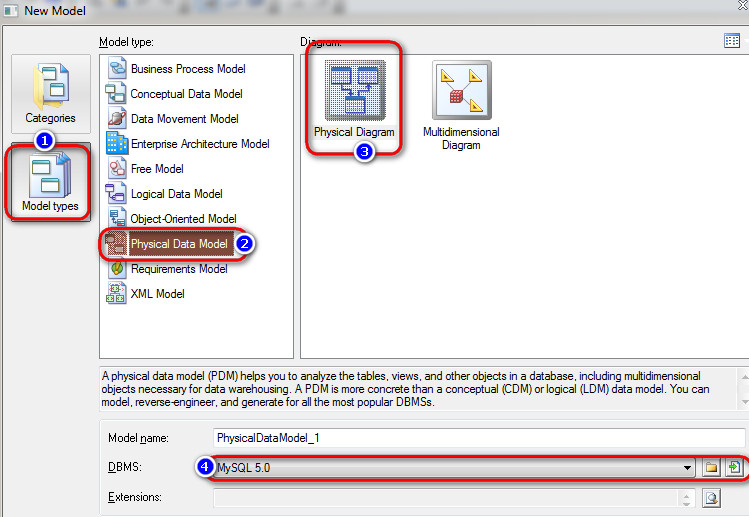 New Model
Model type:
Diagram:
Categories
1
Model types
Business Process Model
Conceptual Data Model
Data Movement Model
Enterprise Architecture Model
Free Model
Logical Data Model
Object-Oriented Model
Physical Data Model
2
Requirements Model
XML Model
Physical Diagram
3
Multidimensional
Diagram
A physical data model (PDM) helps you to analyze the tables, views, and other objects in a database, including multidimensional
objects necessary for data warehousing. A PDM is more concrete than a conceptual (CDM) or logical (LDM) data model. You can
model, reverse-engineer, and generate for all the most popular DBMSs.
Model name: PhysicalDataModel_1
DBMS: 4 MySQL 5.0
Extensions: